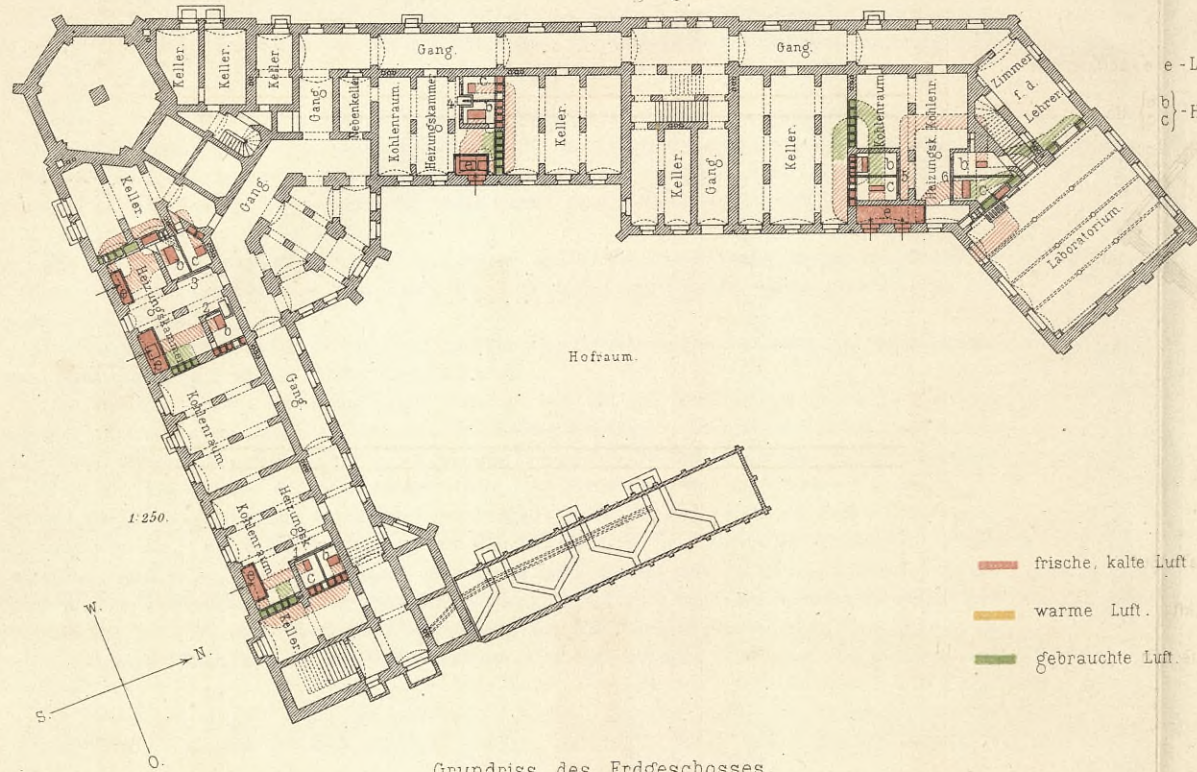 Keller.
Keller.
Keller
Gang.
Gang.
Nebenkeller
Kohlenraum.
Heizungskammer
Keller.
Keller
Gang.
Keller.
Gang.
Kohlenraum
Heizungsk.
Kohlenr.
Zimmer
f. d.
Lehrer.
Laboratorium.
e - L
b
c } - F
Keller.
Gang.
Heizungskammer
3
Kohlenraum.
Gang.
Hofraum.
1:250.
Heizungsk.
Kohlenraum
Keller.
W.
N.
S.
O.
frische, kalte Luft
warme Luft.
gebrauchte Luft.
Grundriss des Erdgeschosses